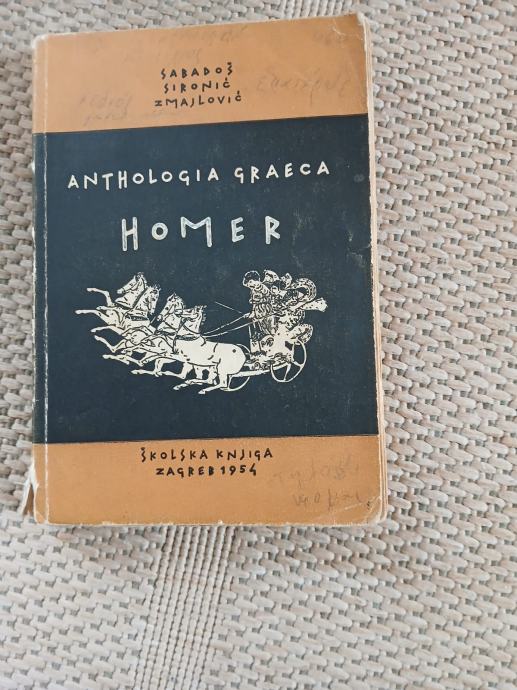 SABADOŠ
SIRONIĆ
ZMAJLOVIĆ
ANTHOLOGIA GRAECA
HOMER
ŠKOLSKA KNJIGA
ZAGREB 1954